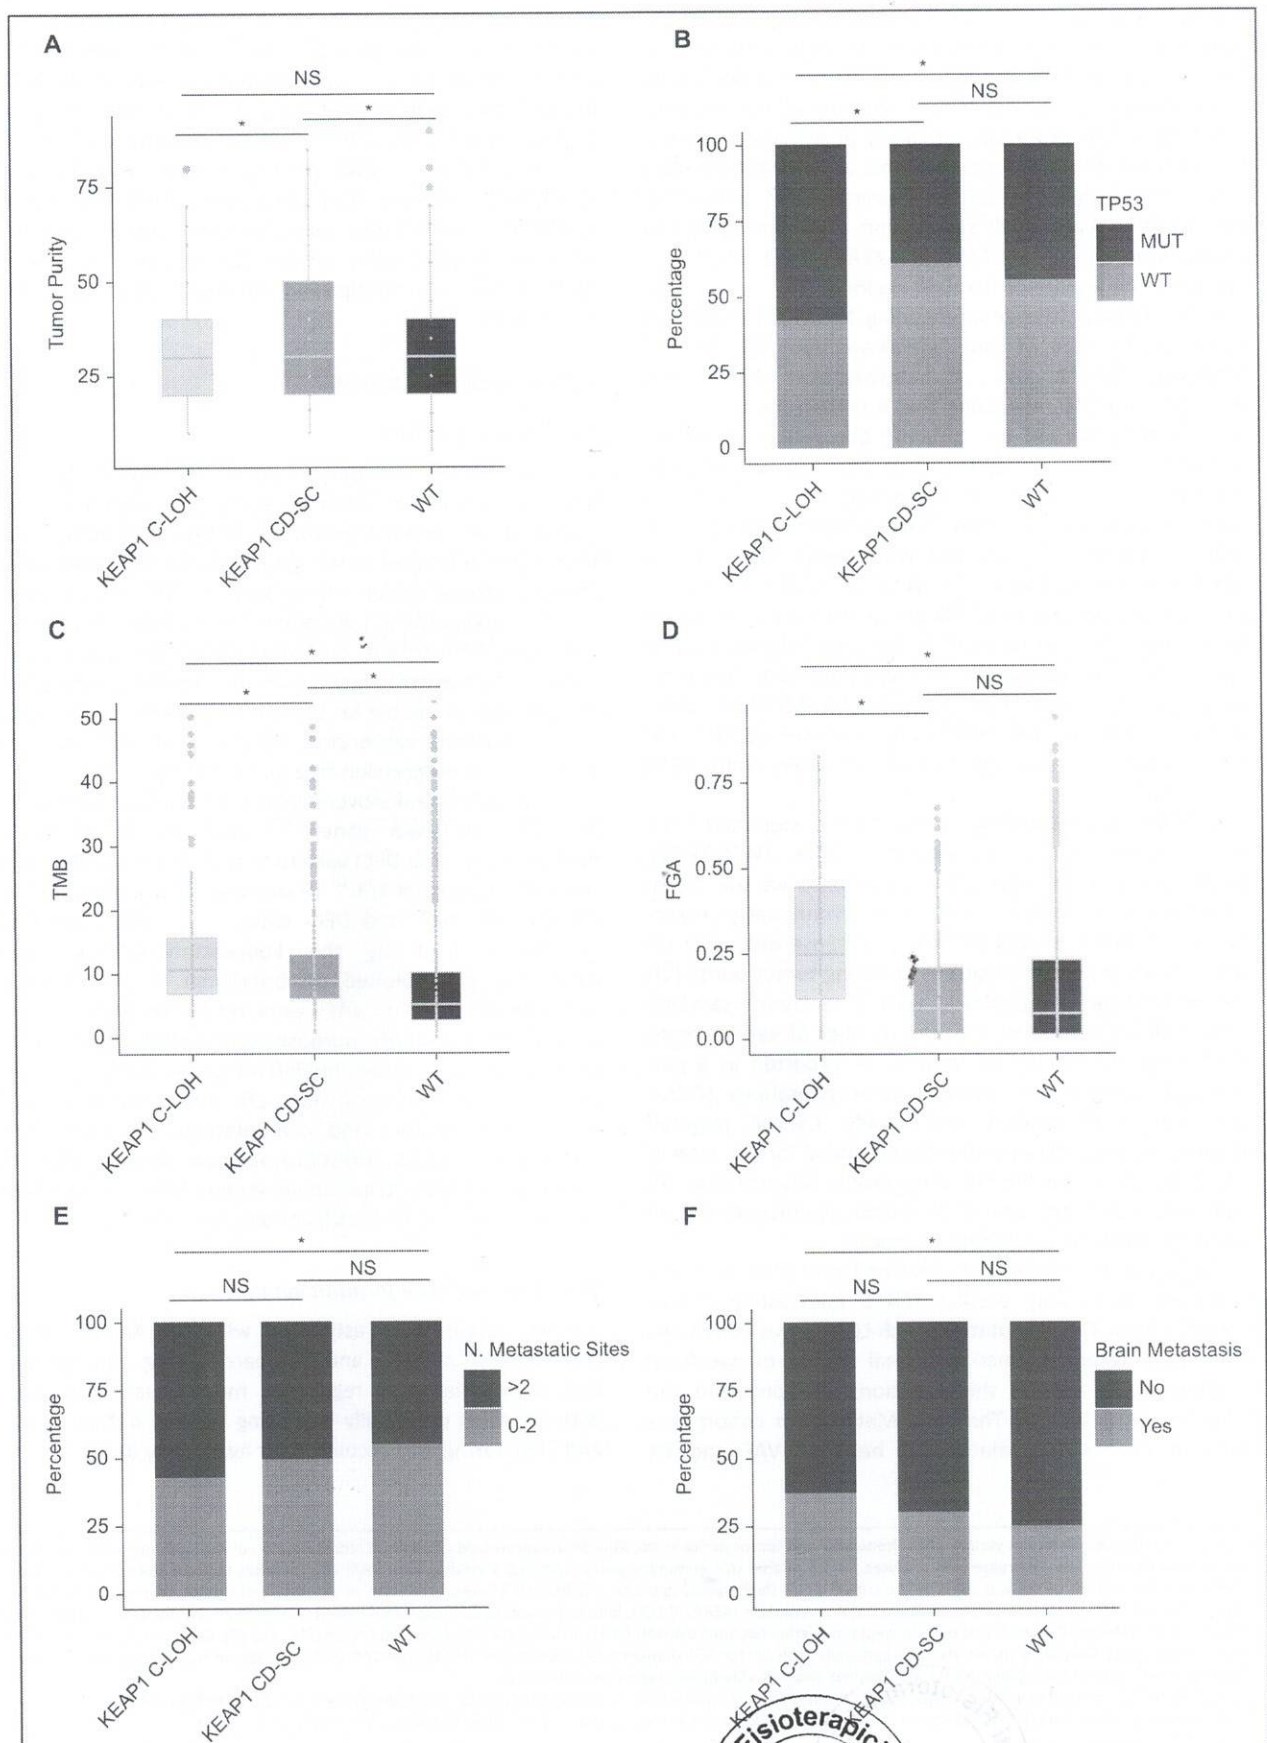 A
NS
*
*
75
50
25
Tumor Purity
KEAP1 C-LOH
KEAP1 CD-SC
WT
B
*
NS
*
100
75
50
25
0
Percentage
TP53
MUT
WT
KEAP1 C-LOH
KEAP1 CD-SC
WT
C
*
*
*
50
40
30
20
10
0
TMB
KEAP1 C-LOH
KEAP1 CD-SC
WT
D
*
NS
*
0.75
0.50
0.25
0.00
FGA
KEAP1 C-LOH
KEAP1 CD-SC
WT
E
*
NS
NS
100
75
50
25
0
Percentage
N. Metastatic Sites
>2
0-2
KEAP1 C-LOH
KEAP1 CD-SC
WT
F
*
NS
NS
100
75
50
25
0
Percentage
Brain Metastasis
No
Yes
KEAP1 C-LOH
KEAP1 CD-SC
WT